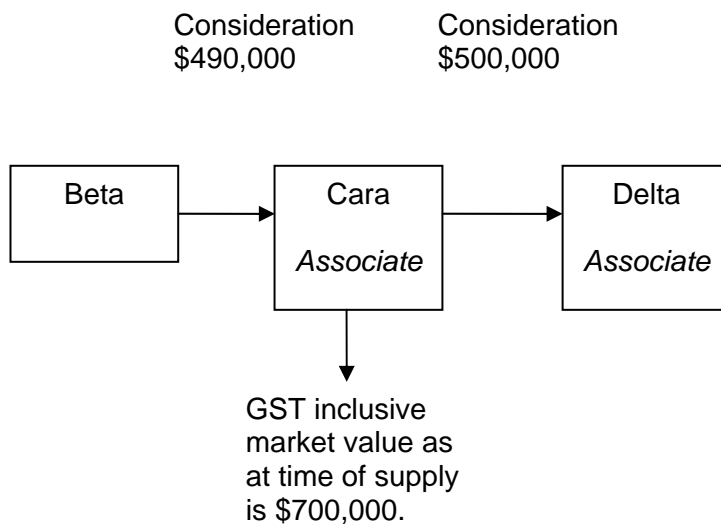 Consideration
$490,000
Consideration
$500,000
Beta
Cara
Associate
Delta
Associate
GST inclusive
market value as
at time of supply
is $700,000.